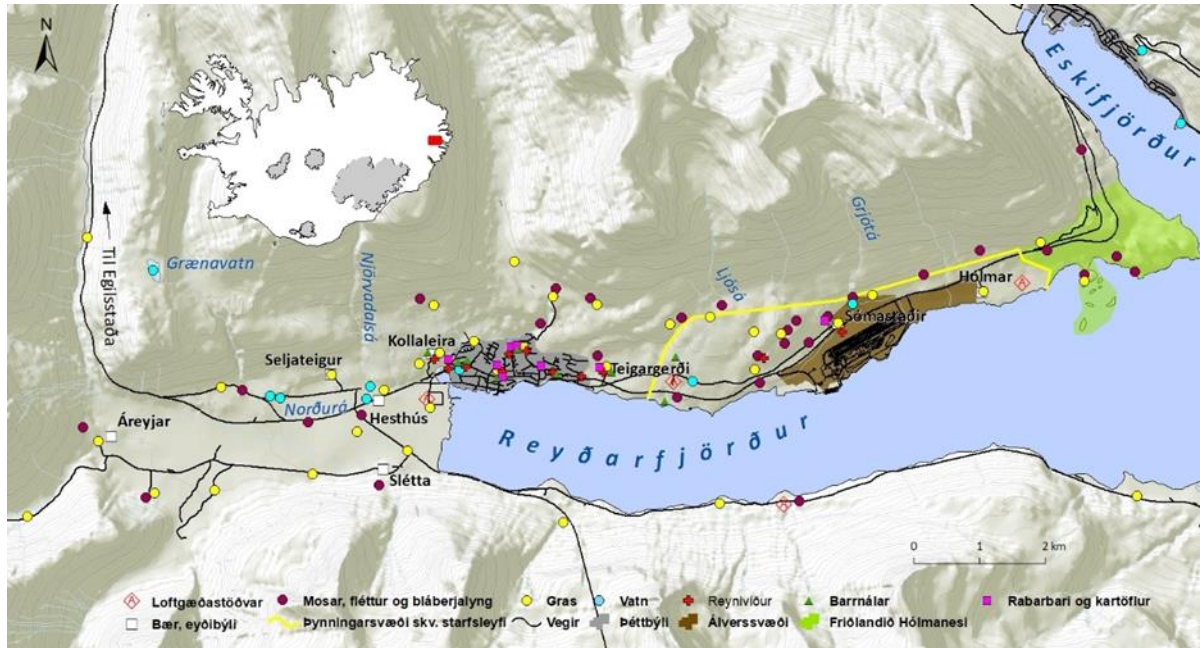 N
Eskifjörður
Til Egilsstaða
Grænavatn
Njörvadalsá
Ljósá
Grjótá
Hólmar
Sómastaðir
Kollaleira
Seljateigur
Teigargerði
Norðurá
Hesthús
Áreyjar
Reyðarfjörður
Slétta
0 1 2 km
Loftgæðastöðvar Mosar, fléttur og bláberjalyng Gras Vatn Reyniviður Barrnálar Rabarbari og kartöflur
Bær, eyðibýli Þynningarsvæði skv. starfsleyfi Vegir Þéttbýli Álverssvæði Friðlandið Hólmanesi